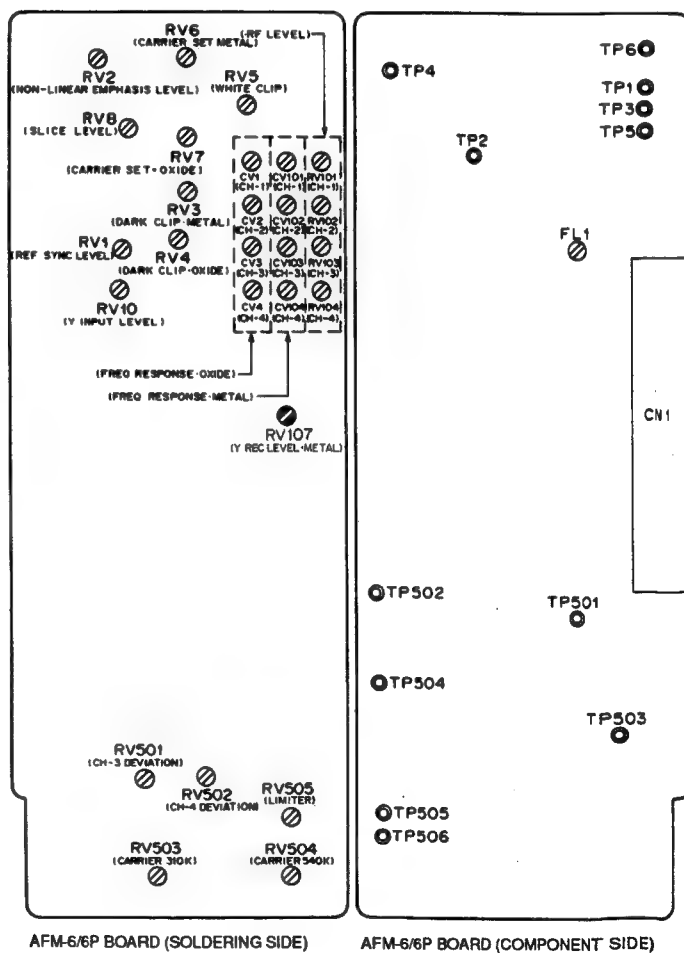 RV6
(CARRIER SET METAL)
(RF LEVEL)
RV2
(NON-LINEAR EMPHASIS LEVEL)
RV5
(WHITE CLIP)
RV8
(SLICE LEVEL)
RV7
(CARRIER SET-OXIDE)
RV3
(DARK CLIP-METAL)
RV1
(REF SYNC LEVEL)
RV4
(DARK CLIP-OXIDE)
RV10
(Y INPUT LEVEL)
CV1 CV101 RV101
(CH-1) (CH-1) (CH-1)
CV2 CV102 RV102
(CH-2) (CH-2) (CH-2)
CV3 CV103 RV103
(CH-3) (CH-3) (CH-3)
CV4 CV104 RV104
(CH-4) (CH-4) (CH-4)
(FREQ RESPONSE-OXIDE)
(FREQ RESPONSE-METAL)
RV107
(Y REC LEVEL-METAL)
RV501
(CH-3 DEVIATION)
RV502
(CH-4 DEVIATION)
RV505
(LIMITER)
RV503
(CARRIER 310K)
RV504
(CARRIER 540K)
AFM-6/6P BOARD (SOLDERING SIDE)
TP6
TP4
TP1
TP3
TP5
TP2
FL1
CN1
TP502
TP501
TP504
TP503
TP505
TP506
AFM-6/6P BOARD (COMPONENT SIDE)